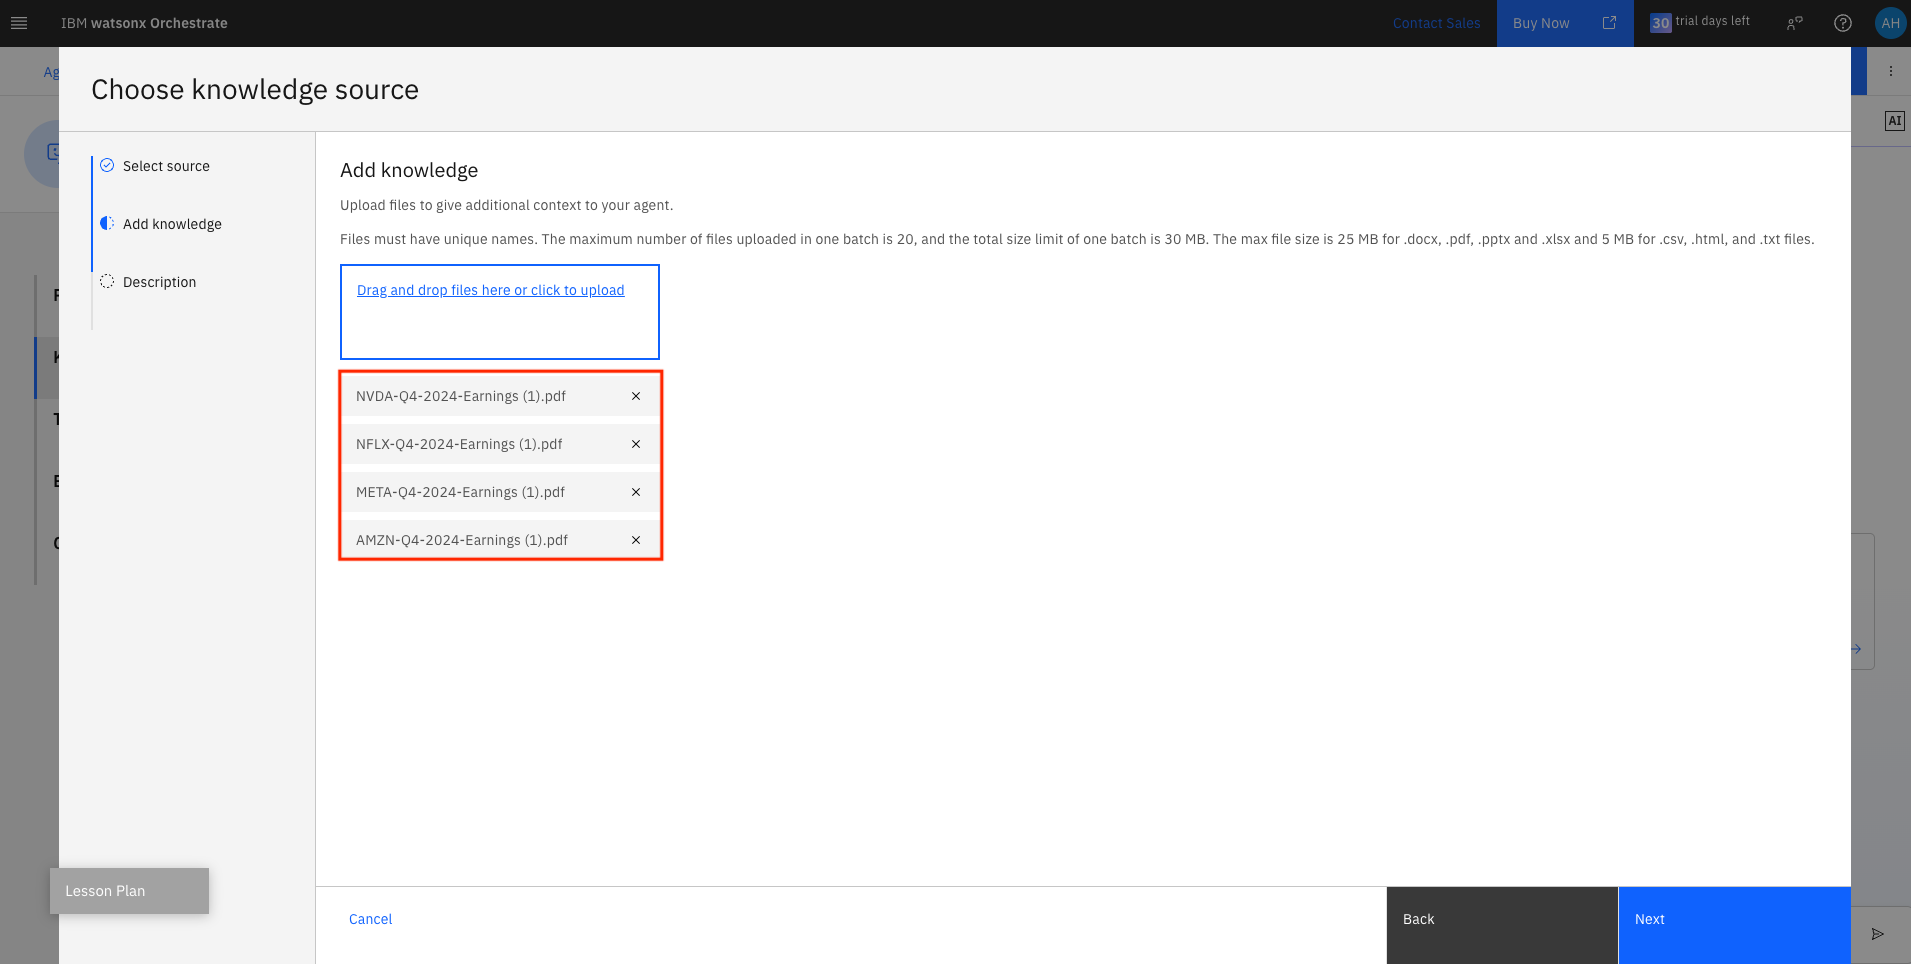 IBM watsonx Orchestrate
Contact Sales
Buy Now
30 trial days left
AH
Ag
AI
Choose knowledge source
Select source
Add knowledge
Description
Add knowledge
Upload files to give additional context to your agent.
Files must have unique names. The maximum number of files uploaded in one batch is 20, and the total size limit of one batch is 30 MB. The max file size is 25 MB for .docx, .pdf, .pptx and .xlsx and 5 MB for .csv, .html, and .txt files.
Drag and drop files here or click to upload
NVDA-Q4-2024-Earnings (1).pdf
NFLX-Q4-2024-Earnings (1).pdf
META-Q4-2024-Earnings (1).pdf
AMZN-Q4-2024-Earnings (1).pdf
Lesson Plan
Cancel
Back
Next